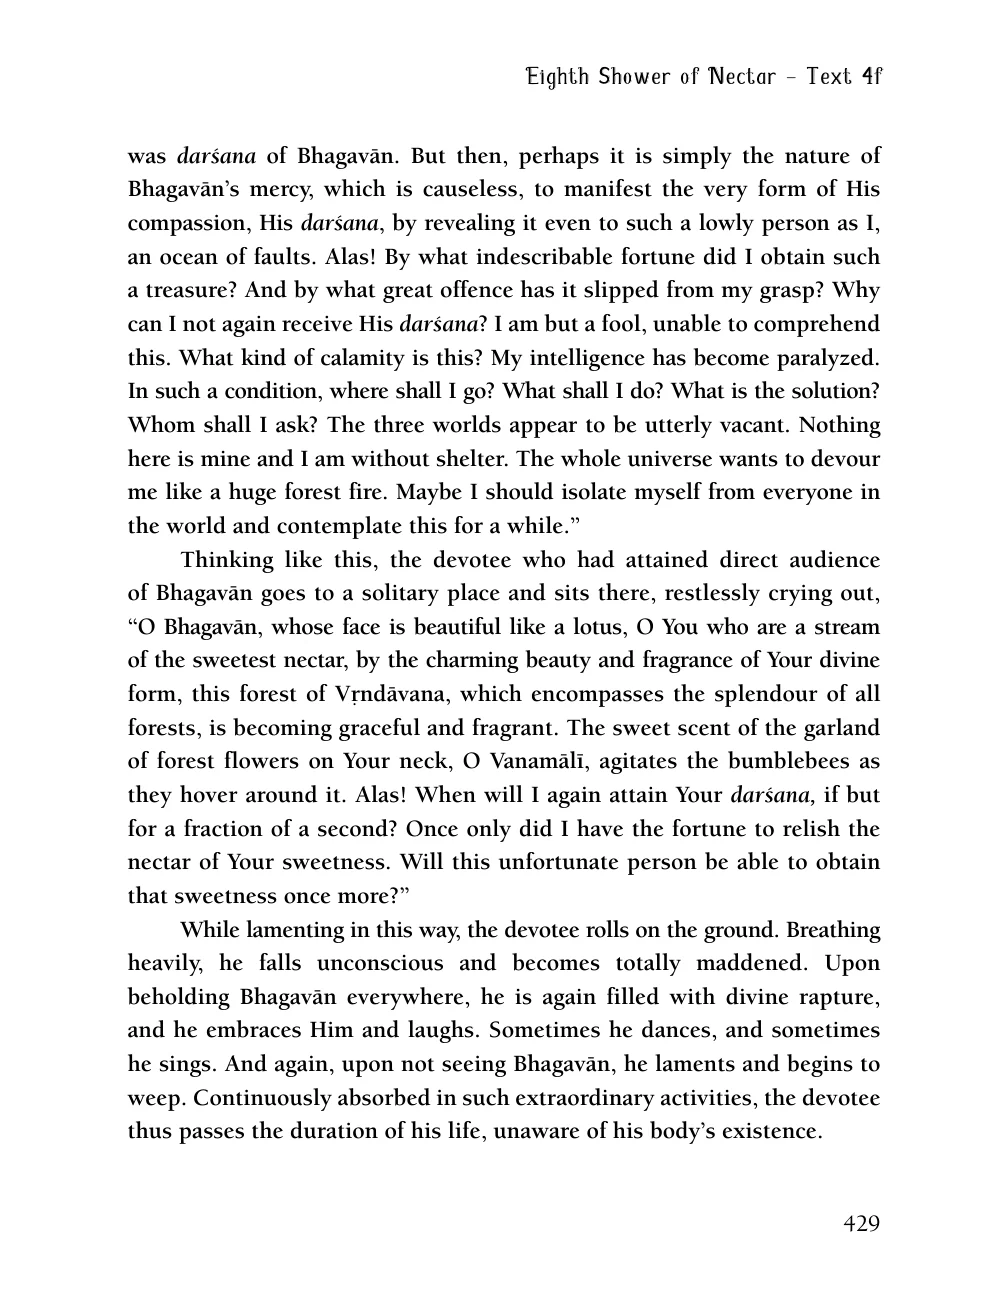 Eighth Shower of Nectar – Text 4f
was darśana of Bhagavān. But then, perhaps it is simply the nature of
Bhagavān’s mercy, which is causeless, to manifest the very form of His
compassion, His darśana, by revealing it even to such a lowly person as I,
an ocean of faults. Alas! By what indescribable fortune did I obtain such
a treasure? And by what great offence has it slipped from my grasp? Why
can I not again receive His darśana? I am but a fool, unable to comprehend
this. What kind of calamity is this? My intelligence has become paralyzed.
In such a condition, where shall I go? What shall I do? What is the solution?
Whom shall I ask? The three worlds appear to be utterly vacant. Nothing
here is mine and I am without shelter. The whole universe wants to devour
me like a huge forest fire. Maybe I should isolate myself from everyone in
the world and contemplate this for a while.”
Thinking like this, the devotee who had attained direct audience
of Bhagavān goes to a solitary place and sits there, restlessly crying out,
“O Bhagavān, whose face is beautiful like a lotus, O You who are a stream
of the sweetest nectar, by the charming beauty and fragrance of Your divine
form, this forest of Vṛndāvana, which encompasses the splendour of all
forests, is becoming graceful and fragrant. The sweet scent of the garland
of forest flowers on Your neck, O Vanamālī, agitates the bumblebees as
they hover around it. Alas! When will I again attain Your darśana, if but
for a fraction of a second? Once only did I have the fortune to relish the
nectar of Your sweetness. Will this unfortunate person be able to obtain
that sweetness once more?”
While lamenting in this way, the devotee rolls on the ground. Breathing
heavily, he falls unconscious and becomes totally maddened. Upon
beholding Bhagavān everywhere, he is again filled with divine rapture,
and he embraces Him and laughs. Sometimes he dances, and sometimes
he sings. And again, upon not seeing Bhagavān, he laments and begins to
weep. Continuously absorbed in such extraordinary activities, the devotee
thus passes the duration of his life, unaware of his body’s existence.
429